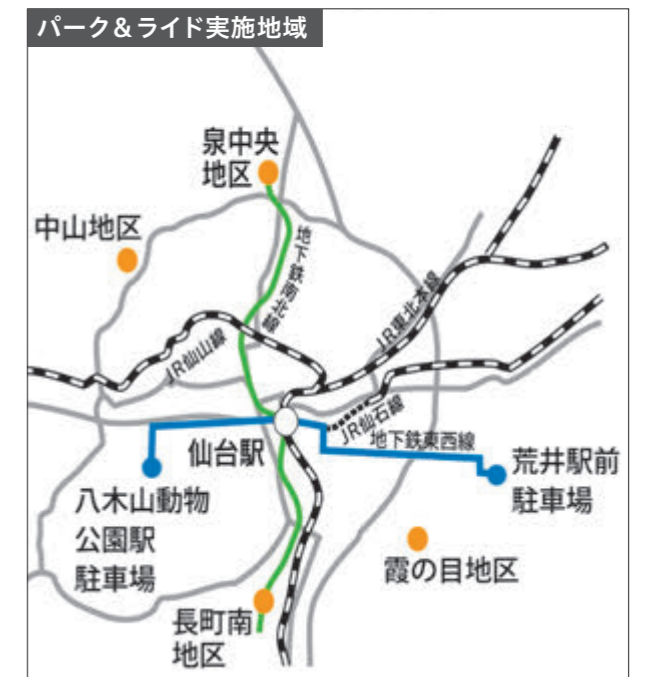 パーク＆ライド実施地域
泉中央
地区
中山地区
地下鉄南北線
JR東北本線
JR仙山線
JR仙石線
地下鉄東西線
仙台駅
荒井駅前
駐車場
八木山動物
公園駅
駐車場
霞の目地区
長町南
地区